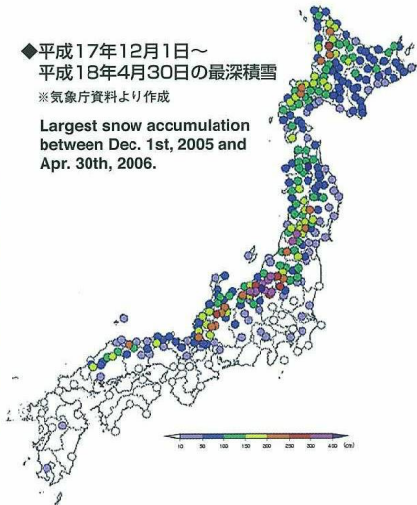 ◆平成17年12月1日～
平成18年4月30日の最深積雪
※気象庁資料より作成
Largest snow accumulation
between Dec. 1st, 2005 and
Apr. 30th, 2006.
10 50 100 150 200 250 300 400 (cm)